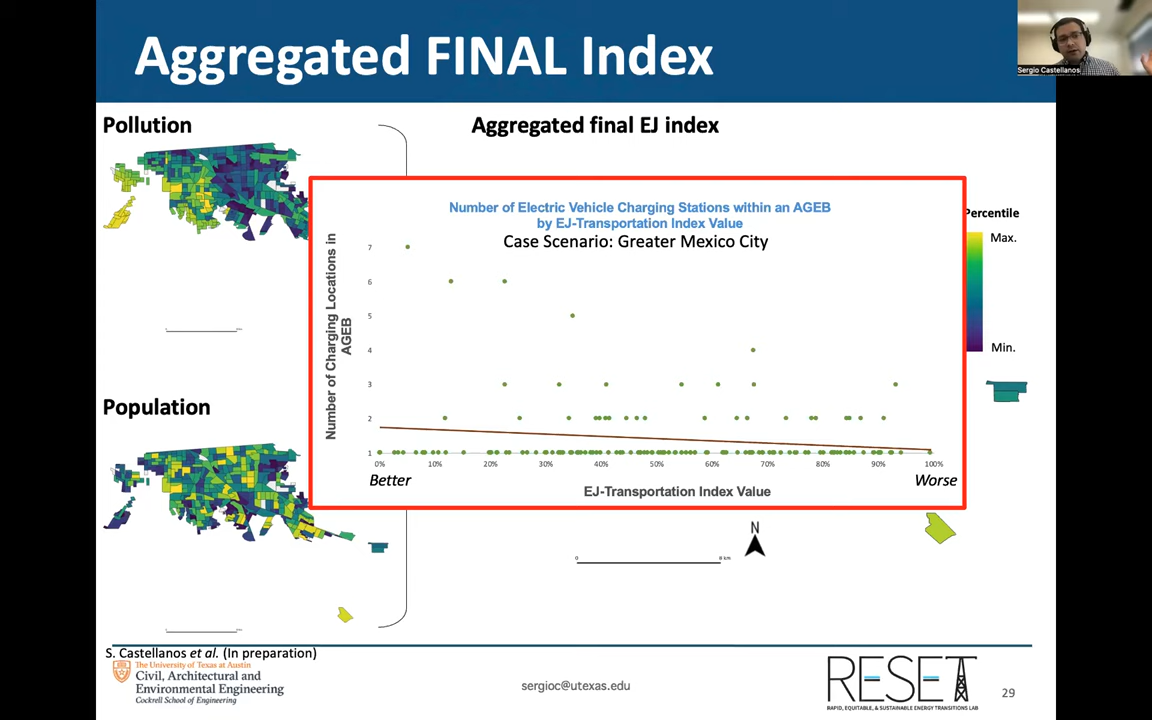 Aggregated FINAL Index
Sergio Castellanos
Pollution
Aggregated final EJ index
Number of Electric Vehicle Charging Stations within an AGEB
by EJ-Transportation Index Value
Case Scenario: Greater Mexico City
Number of Charging Locations in
AGEB
7
6
5
4
3
2
1
0% 10% 20% 30% 40% 50% 60% 70% 80% 90% 100%
Better
Worse
EJ-Transportation Index Value
Percentile
Max.
Min.
Population
N
0 8 km
S. Castellanos et al. (In preparation)
The University of Texas at Austin
Civil, Architectural and
Environmental Engineering
Cockrell School of Engineering
sergioc@utexas.edu
RESET
RAPID, EQUITABLE, & SUSTAINABLE ENERGY TRANSITIONS LAB
29